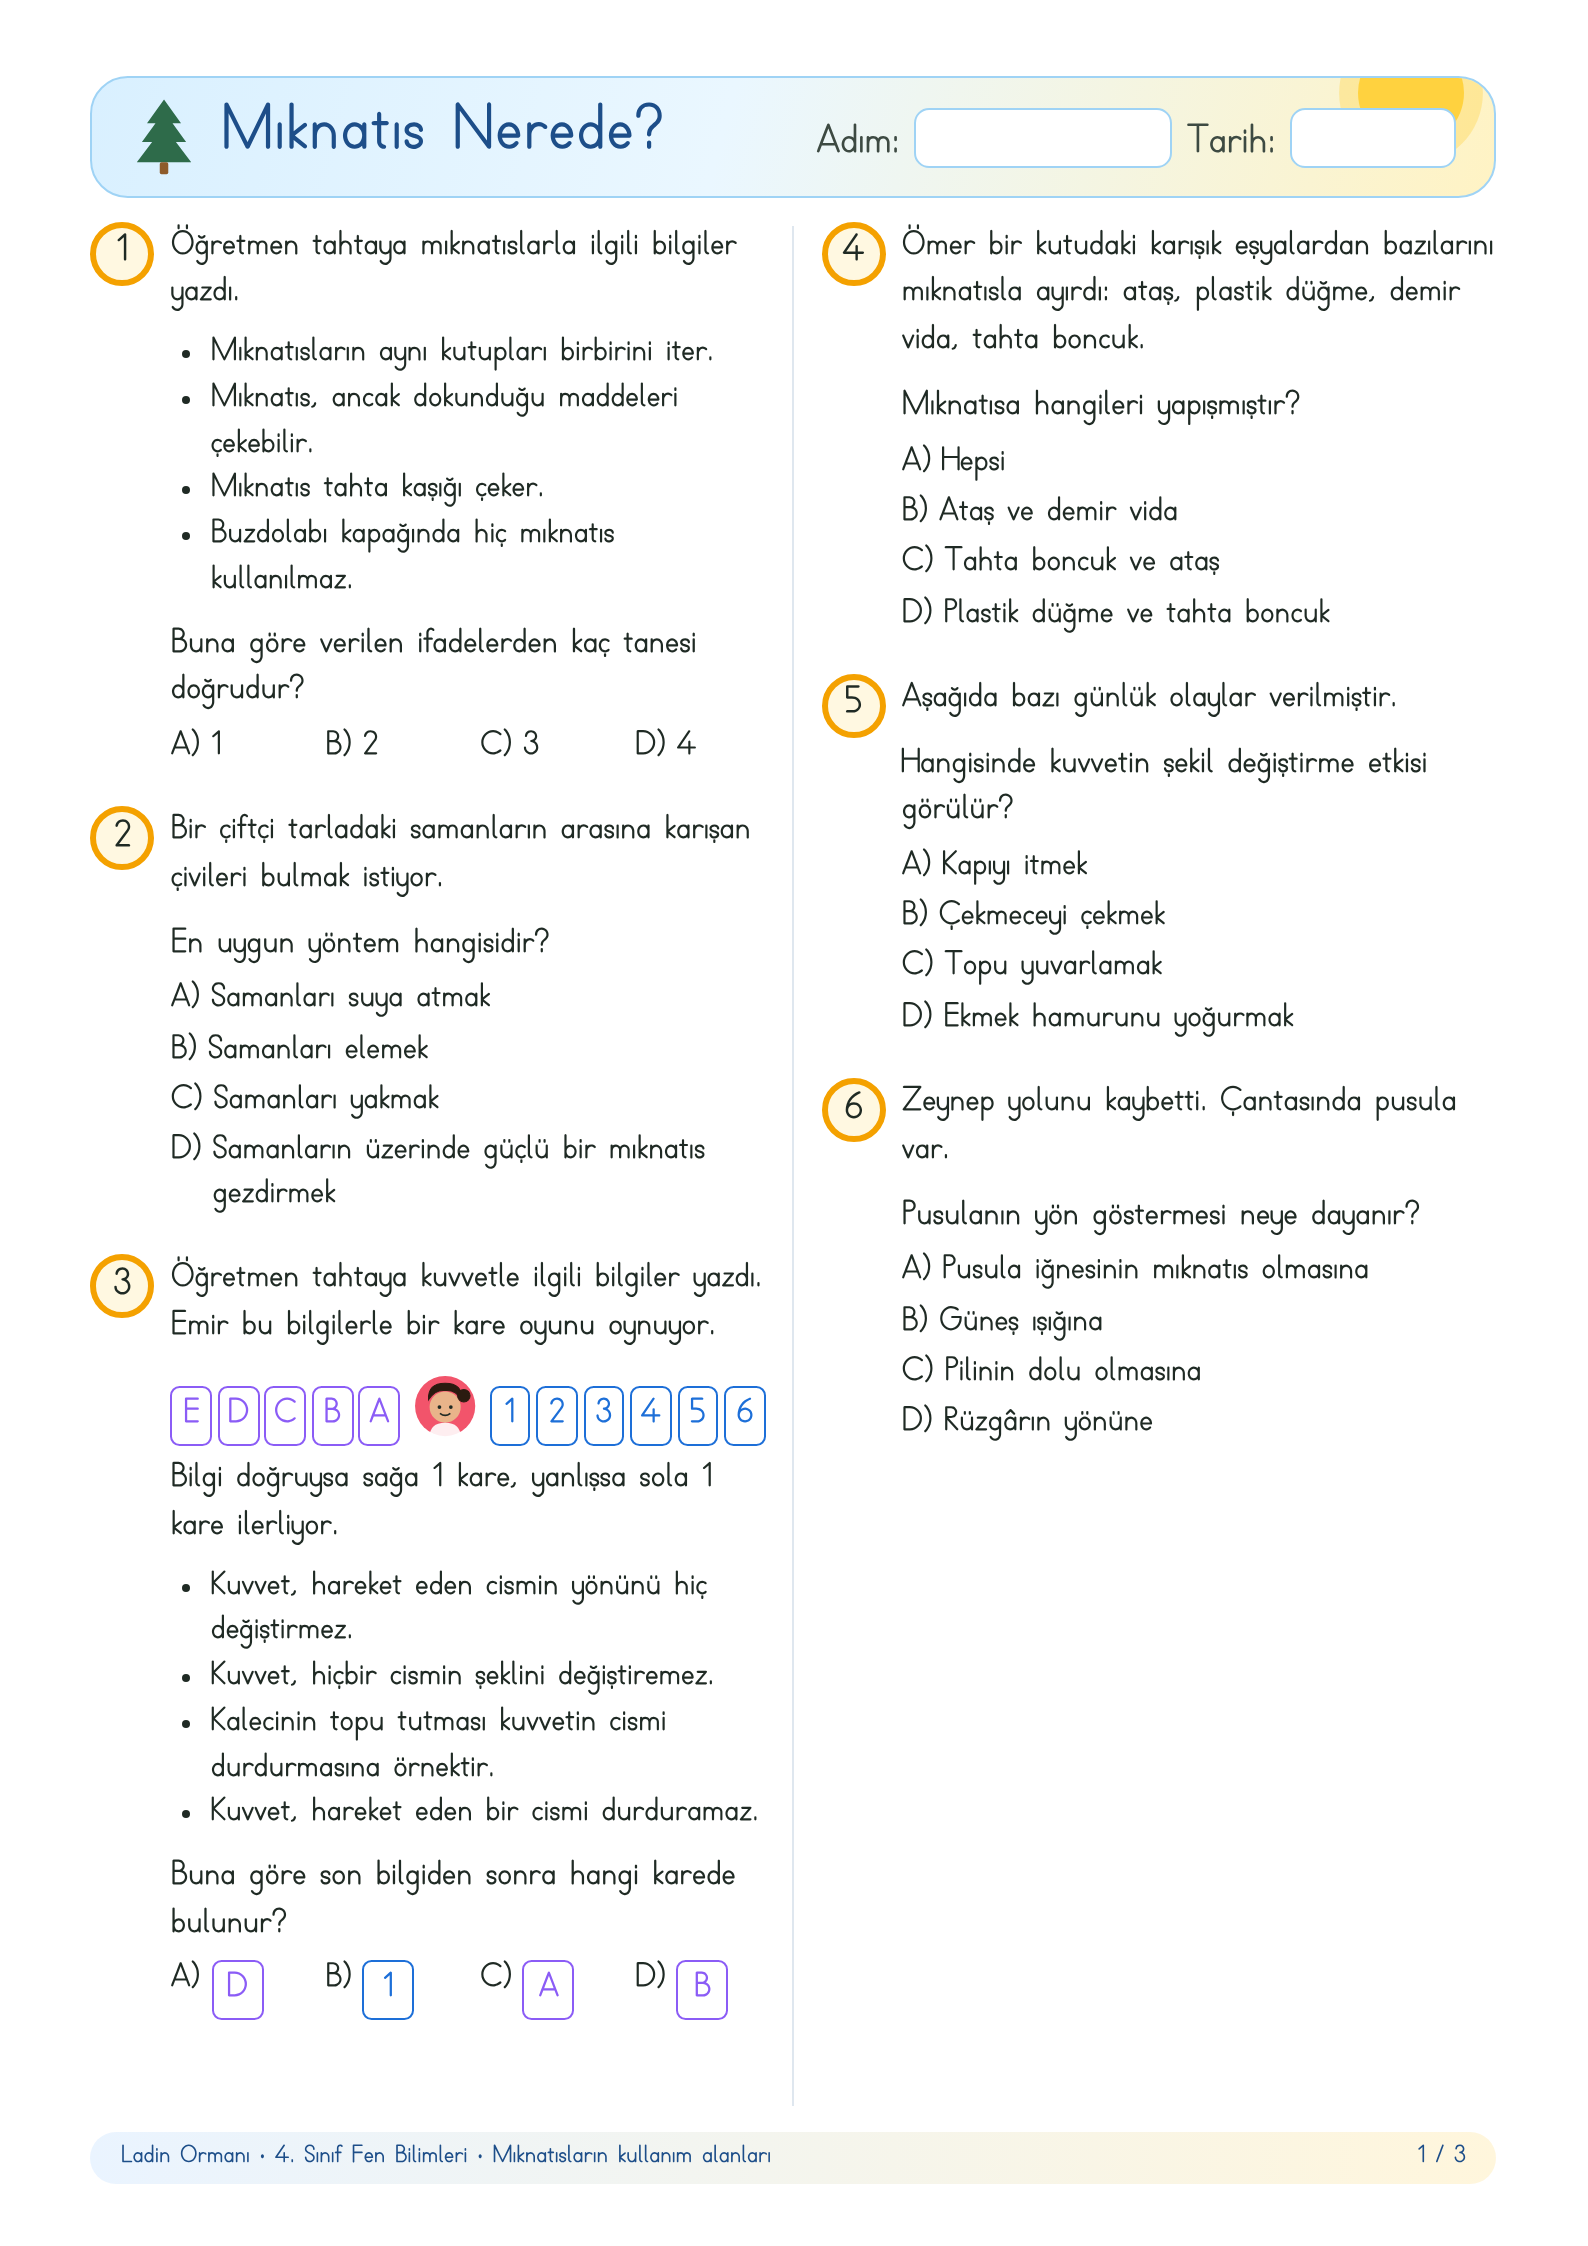 Mıknatıs Nerede?
Adım:
Tarih:
1
Öğretmen tahtaya mıknatıslarla ilgili bilgiler
yazdı.
• Mıknatısların aynı kutupları birbirini iter.
• Mıknatıs, ancak dokunduğu maddeleri
çekebilir.
• Mıknatıs tahta kaşığı çeker.
• Buzdolabı kapağında hiç mıknatıs
kullanılmaz.
Buna göre verilen ifadelerden kaç tanesi
doğrudur?
A) 1 B) 2 C) 3 D) 4
2
Bir çiftçi tarladaki samanların arasına karışan
çivileri bulmak istiyor.
En uygun yöntem hangisidir?
A) Samanları suya atmak
B) Samanları elemek
C) Samanları yakmak
D) Samanların üzerinde güçlü bir mıknatıs
gezdirmek
3
Öğretmen tahtaya kuvvetle ilgili bilgiler yazdı.
Emir bu bilgilerle bir kare oyunu oynuyor.
E D C B A 1 2 3 4 5 6
Bilgi doğruysa sağa 1 kare, yanlışsa sola 1
kare ilerliyor.
• Kuvvet, hareket eden cismin yönünü hiç
değiştirmez.
• Kuvvet, hiçbir cismin şeklini değiştiremez.
• Kalecinin topu tutması kuvvetin cismi
durdurmasına örnektir.
• Kuvvet, hareket eden bir cismi durduramaz.
Buna göre son bilgiden sonra hangi karede
bulunur?
A) D B) 1 C) A D) B
4
Ömer bir kutudaki karışık eşyalardan bazılarını
mıknatısla ayırdı: ataş, plastik düğme, demir
vida, tahta boncuk.
Mıknatısa hangileri yapışmıştır?
A) Hepsi
B) Ataş ve demir vida
C) Tahta boncuk ve ataş
D) Plastik düğme ve tahta boncuk
5
Aşağıda bazı günlük olaylar verilmiştir.
Hangisinde kuvvetin şekil değiştirme etkisi
görülür?
A) Kapıyı itmek
B) Çekmeceyi çekmek
C) Topu yuvarlamak
D) Ekmek hamurunu yoğurmak
6
Zeynep yolunu kaybetti. Çantasında pusula
var.
Pusulanın yön göstermesi neye dayanır?
A) Pusula iğnesinin mıknatıs olmasına
B) Güneş ışığına
C) Pilinin dolu olmasına
D) Rüzgârın yönüne
Ladin Ormanı • 4. Sınıf Fen Bilimleri • Mıknatısların kullanım alanları
1 / 3